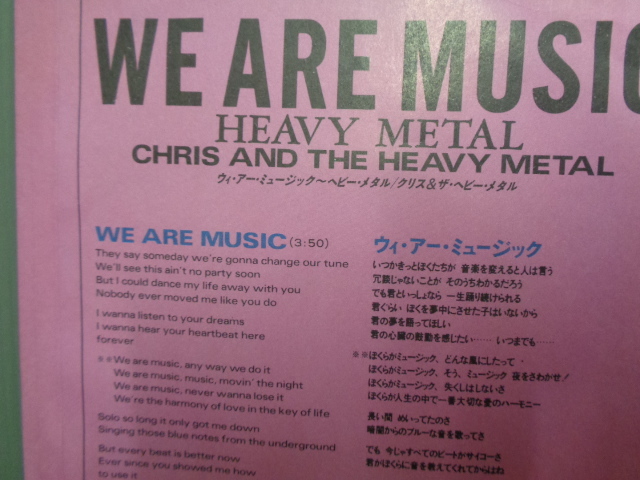 WE ARE MUSIC
HEAVY METAL
CHRIS AND THE HEAVY METAL
ウィ・アー・ミュージック〜ヘビー・メタル/クリス&ザ・ヘビー・メタル
WE ARE MUSIC (3:50)
They say someday we're gonna change our tune
We'll see this ain't no party soon
But I could dance my life away with you
Nobody ever moved me like you do
I wanna listen to your dreams
I wanna hear your heartbeat here
forever
※※We are music, any way we do it
We are music, music, movin' the night
We are music, never wanna lose it
We're the harmony of love in the key of life
Solo so long it only got me down
Singing those blue notes from the underground
But every beat is better now
Ever since you showed me how
to use it
ウィ・アー・ミュージック
いつかきっとぼくたちが 音楽を変えると人は言う
冗談じゃないことが そのうちわかるだろう
でも君といっしょなら 一生踊り続けられる
君ぐらい ぼくを夢中にさせた子はいないから
君の夢を語ってほしい
君の心臓の鼓動を感じたい…… いつまでも……
※※ぼくらがミュージック、どんな風にしたって・
ぼくらがミュージック、そう、ミュージック 夜をさわかせ!
ぼくらがミュージック、失くしはしないさ
ぼくらが人生の中で一番大切な愛のハーモニー
長い間 めいってたのさ
暗闇からのブルーな音を歌ってさ
でも 今じゃすべてのビートがサイコーさ
君がぼくらに音を教えてくれてからはね